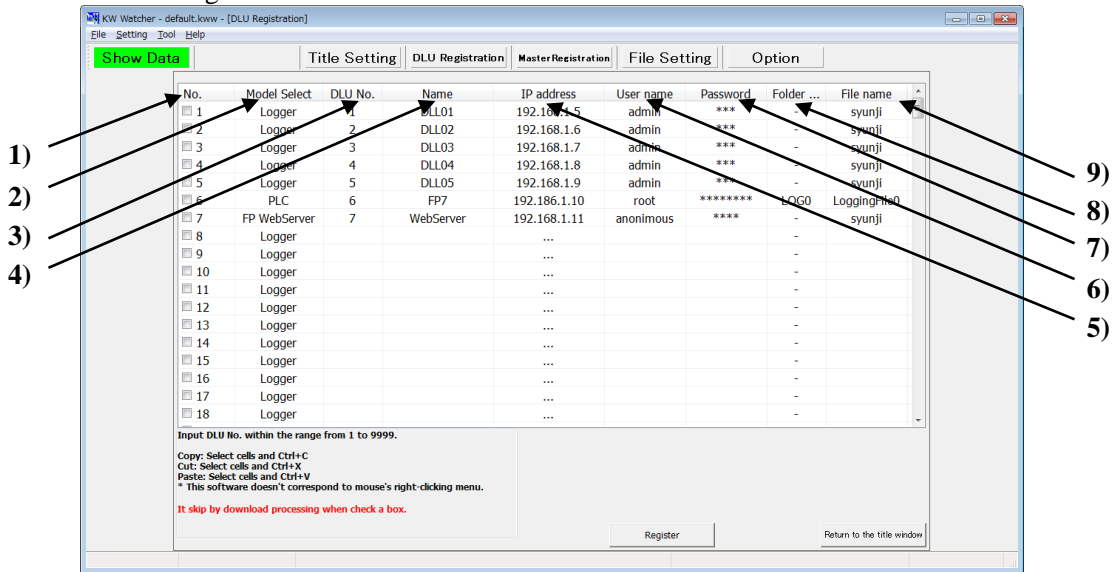 KW Watcher - default.kww - [DLU Registration]
File Setting Tool Help
Show Data Title Setting DLU Registration MasterRegistration File Setting Option
No. Model Select DLU No. Name IP address User name Password Folder ... File name
1 Logger 1 DLL01 192.168.1.5 admin *** - syunji
2 Logger 2 DLL02 192.168.1.6 admin *** - syunji
3 Logger 3 DLL03 192.168.1.7 admin *** - syunji
4 Logger 4 DLL04 192.168.1.8 admin *** - syunji
5 Logger 5 DLL05 192.168.1.9 admin *** - syunji
6 PLC 6 FP7 192.186.1.10 root ******** LOG0 LoggingFile0
7 FP WebServer 7 WebServer 192.168.1.11 anonimous **** - syunji
8 Logger ... -
9 Logger ... -
10 Logger ... -
11 Logger ... -
12 Logger ... -
13 Logger ... -
14 Logger ... -
15 Logger ... -
16 Logger ... -
17 Logger ... -
18 Logger ... -
1)
2)
3)
4)
9)
8)
7)
6)
5)
Input DLU No. within the range from 1 to 9999.
Copy: Select cells and Ctrl+C
Cut: Select cells and Ctrl+X
Paste: Select cells and Ctrl+V
* This software doesn't correspond to mouse's right-clicking menu.
It skip by download processing when check a box.
Register Return to the title window